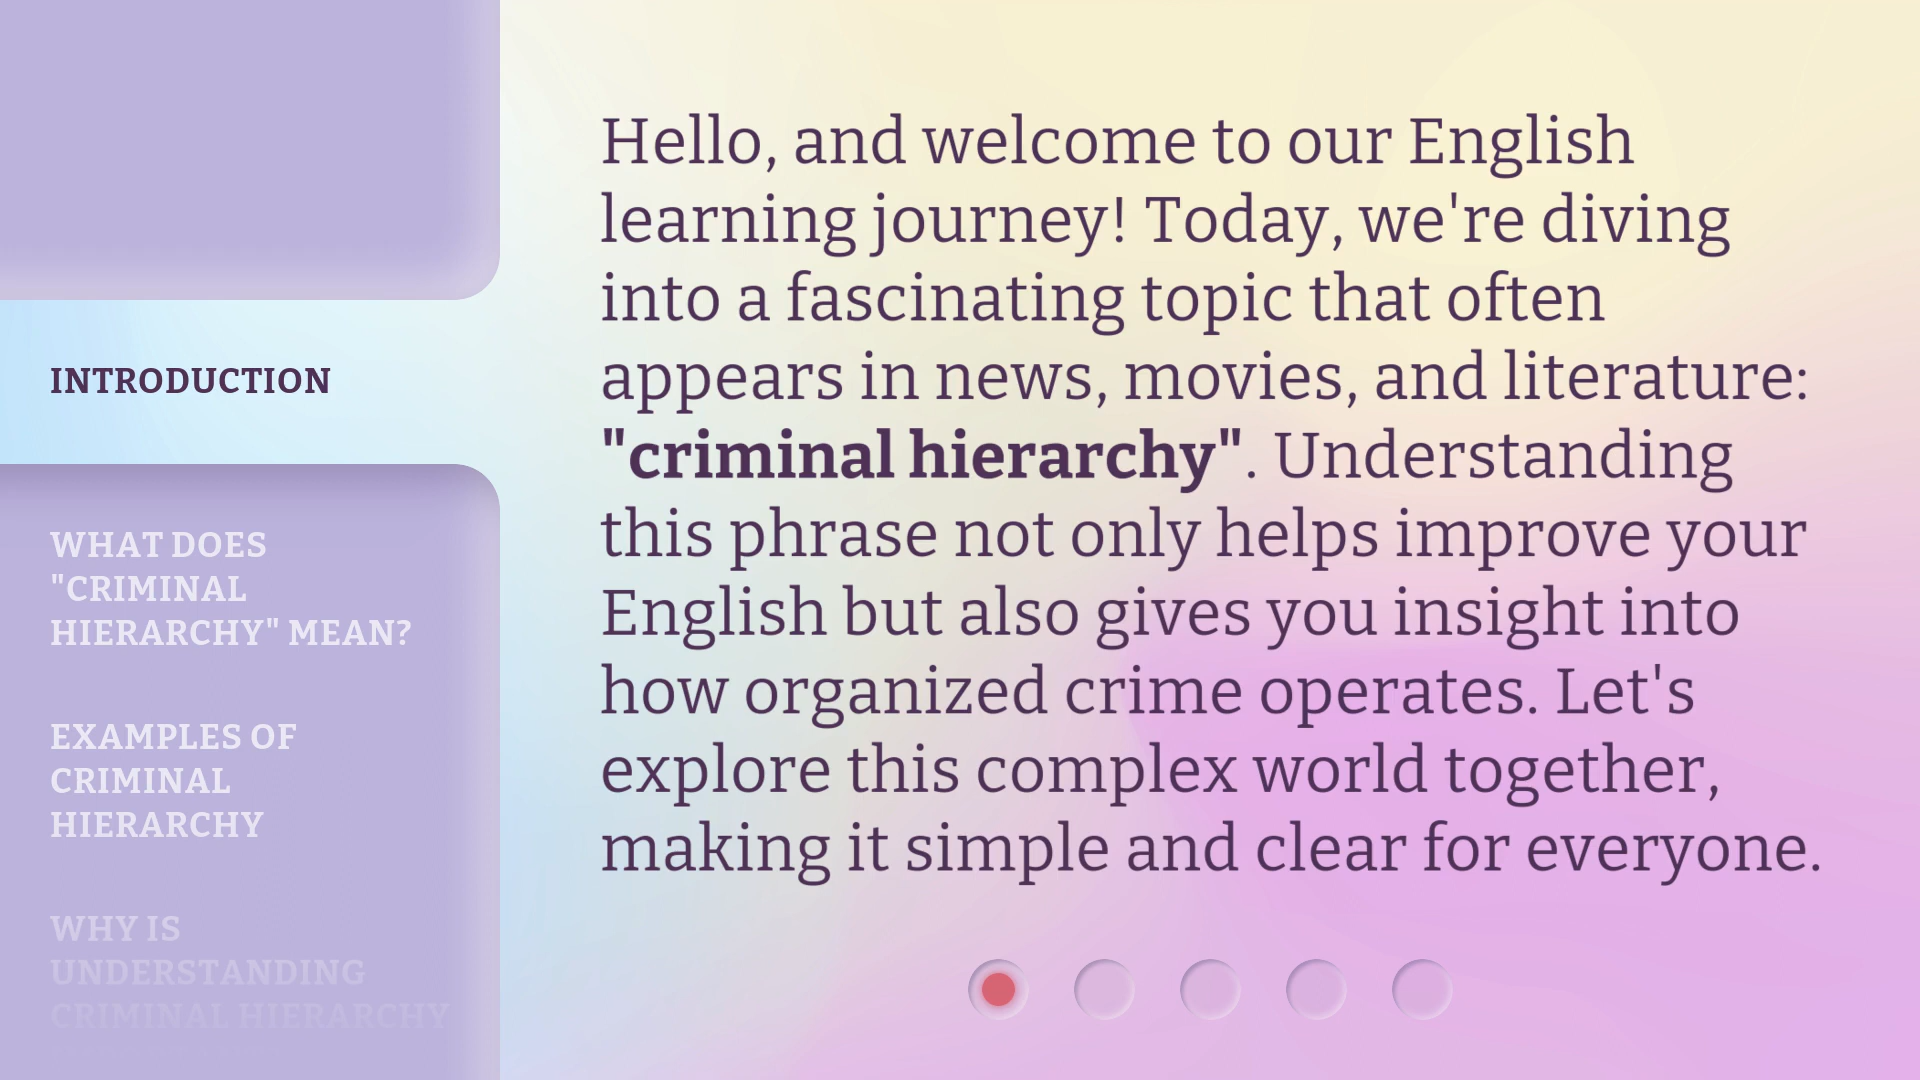 INTRODUCTION
WHAT DOES
"CRIMINAL
HIERARCHY" MEAN?
EXAMPLES OF
CRIMINAL
HIERARCHY
WHY IS
UNDERSTANDING
CRIMINAL HIERARCHY
Hello, and welcome to our English
learning journey! Today, we're diving
into a fascinating topic that often
appears in news, movies, and literature:
"criminal hierarchy". Understanding
this phrase not only helps improve your
English but also gives you insight into
how organized crime operates. Let's
explore this complex world together,
making it simple and clear for everyone.